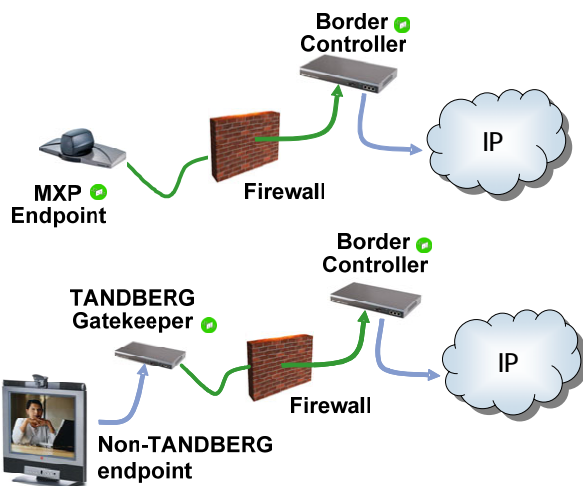 Border
Controller
IP
MXP
Endpoint
Firewall
Border
Controller
TANDBERG
Gatekeeper
IP
Firewall
Non-TANDBERG
endpoint